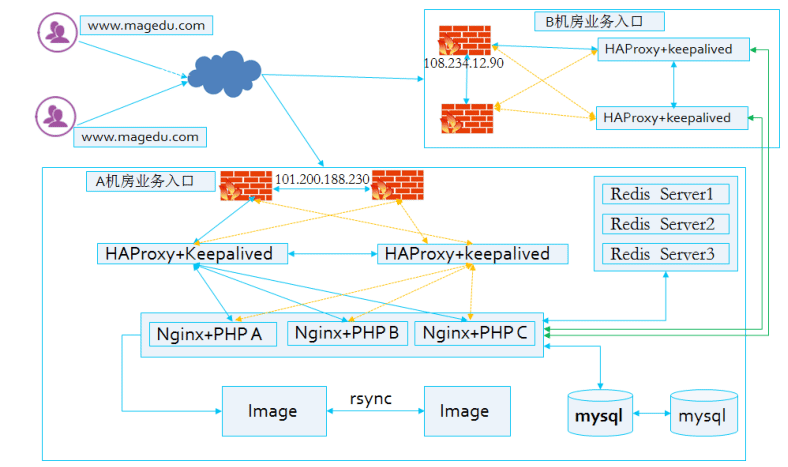 www.magedu.com
www.magedu.com
B机房业务入口
108.234.12.90
HAProxy+keepalived
HAProxy+keepalived
A机房业务入口
101.200.188.230
HAProxy+Keepalived
HAProxy+keepalived
Redis Server1
Redis Server2
Redis Server3
Nginx+PHP A
Nginx+PHP B
Nginx+PHP C
Image
rsync
Image
mysql
mysql